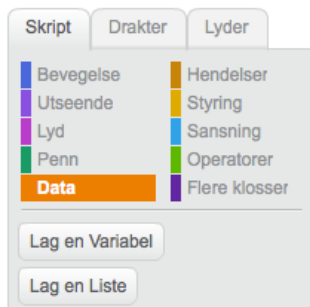 Skript Drakter Lyder
Bevegelse Hendelser
Utseende Styring
Lyd Sansning
Penn Operatorer
Data Flere klosser
Lag en Variabel
Lag en Liste